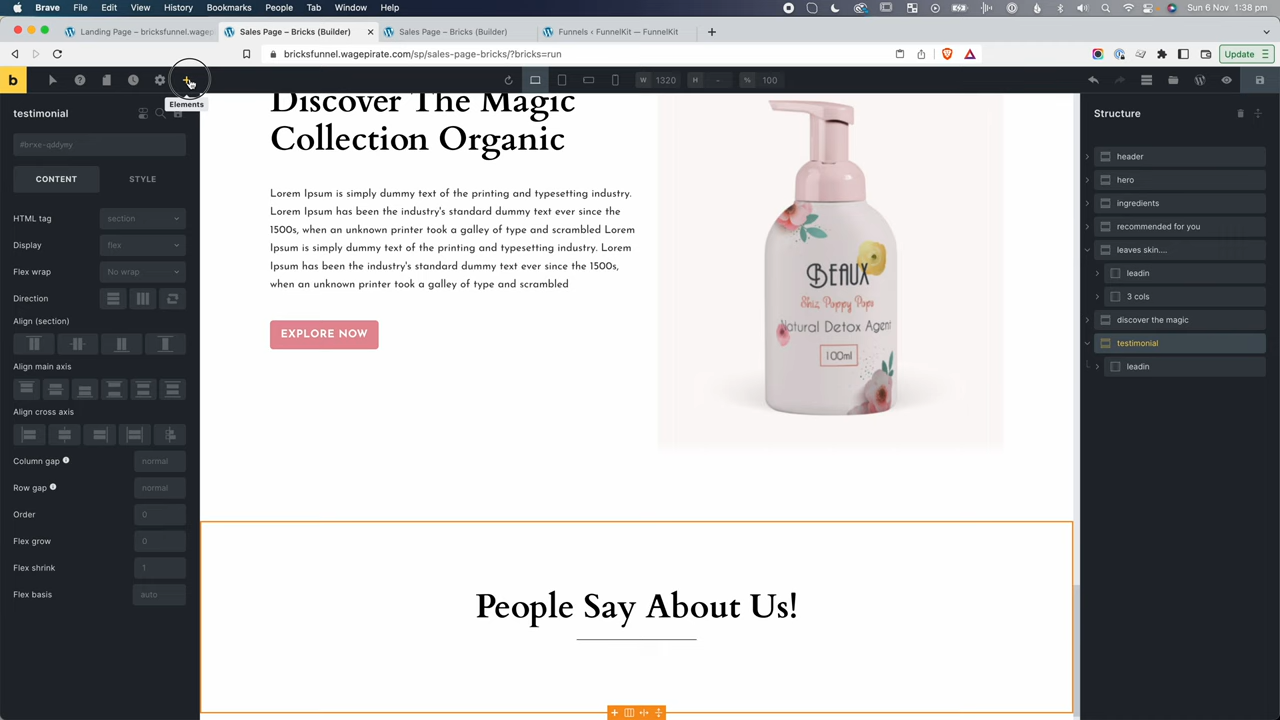 Brave File Edit View History Bookmarks People Tab Window Help
Sun 6 Nov 1:38 pm
Landing Page – bricksfunnel.wagep
Sales Page – Bricks (Builder)
Sales Page – Bricks (Builder)
Funnels ‹ FunnelKit — FunnelKit
bricksfunnel.wagepirate.com/sp/sales-page-bricks/?bricks=run
Update
b
W 1320 H - % 100
Elements
testimonial
#brxe-qddymy
CONTENT STYLE
HTML tag section
Display flex
Flex wrap No wrap
Direction
Align (section)
Align main axis
Align cross axis
Column gap normal
Row gap normal
Order 0
Flex grow 0
Flex shrink 1
Flex basis auto
Discover The Magic
Collection Organic
Lorem Ipsum is simply dummy text of the printing and typesetting industry.
Lorem Ipsum has been the industry's standard dummy text ever since the
1500s, when an unknown printer took a galley of type and scrambled Lorem
Ipsum is simply dummy text of the printing and typesetting industry. Lorem
Ipsum has been the industry's standard dummy text ever since the 1500s,
when an unknown printer took a galley of type and scrambled
EXPLORE NOW
BEAUX
Shiz Poppy Popo
Natural Detox Agent
100ml
People Say About Us!
Structure
header
hero
ingredients
recommended for you
leaves skin....
leadin
3 cols
discover the magic
testimonial
leadin